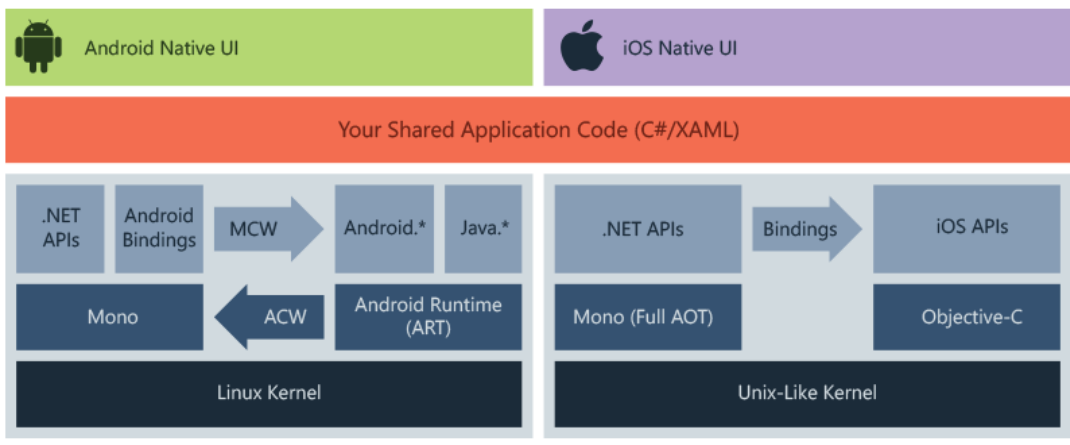 Android Native UI
iOS Native UI
Your Shared Application Code (C#/XAML)
.NET
APIs
Android
Bindings
MCW
Android.*
Java.*
.NET APIs
Bindings
iOS APIs
Mono
ACW
Android Runtime
(ART)
Mono (Full AOT)
Objective-C
Linux Kernel
Unix-Like Kernel